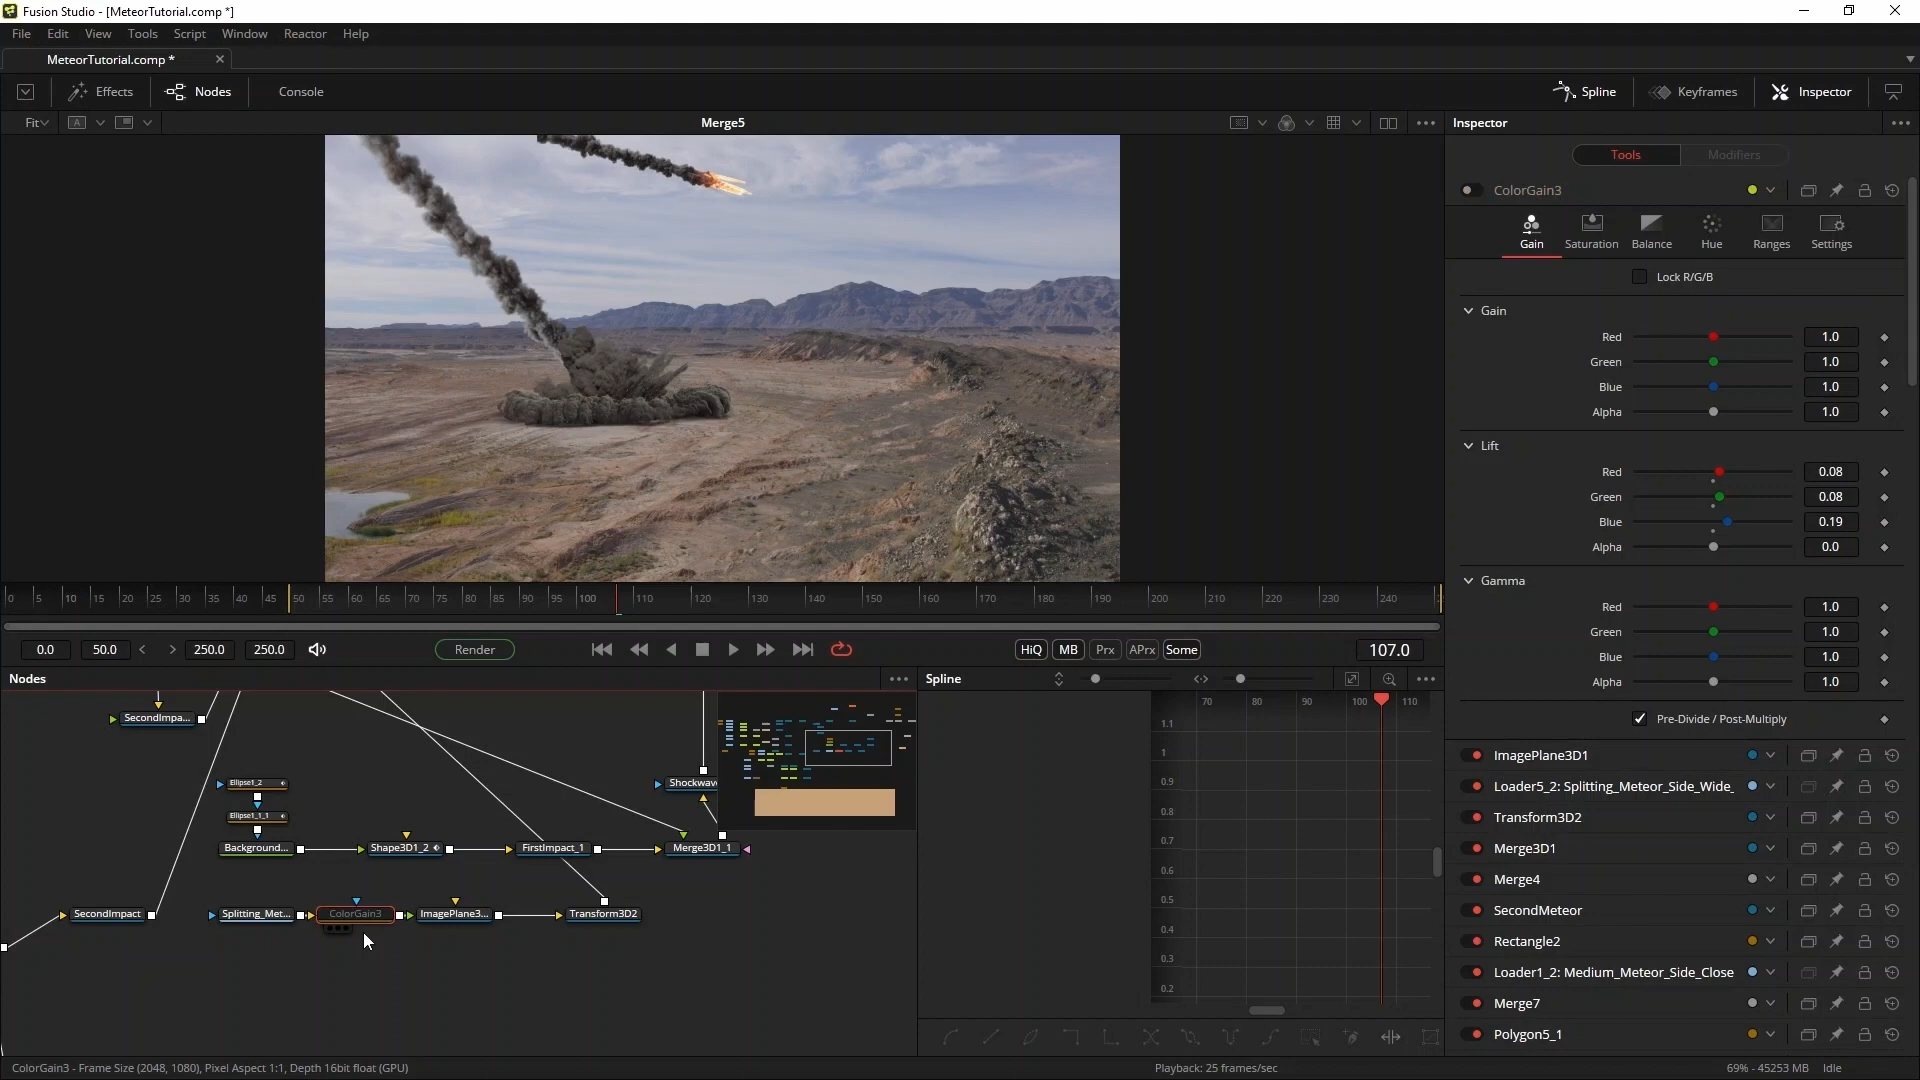 Fusion Studio - [MeteorTutorial.comp *]
File Edit View Tools Script Window Reactor Help
MeteorTutorial.comp *
Effects Nodes Console Spline Keyframes Inspector
Fit A Merge5 Inspector
Tools Modifiers
ColorGain3
Gain Saturation Balance Hue Ranges Settings
Lock R/G/B
Gain
Red 1.0
Green 1.0
Blue 1.0
Alpha 1.0
Lift
Red 0.08
Green 0.08
Blue 0.19
Alpha 0.0
Gamma
Red 1.0
Green 1.0
Blue 1.0
Alpha 1.0
Pre-Divide / Post-Multiply
ImagePlane3D1
Loader5_2: Splitting_Meteor_Side_Wide_
Transform3D2
Merge3D1
Merge4
SecondMeteor
Rectangle2
Loader1_2: Medium_Meteor_Side_Close
Merge7
Polygon5_1
0 5 10 15 20 25 30 35 40 45 50 55 60 65 70 75 80 85 90 95 100 110 120 130 140 150 160 170 180 190 200 210 220 230 240
0.0 50.0 < > 250.0 250.0 Render HiQ MB Prx APrx Some 107.0
Nodes
SecondImpa...
Ellipse1_2
Ellipse1_1_1
Shockwav
Background... Shape3D1_2 FirstImpact_1 Merge3D1_1
SecondImpact Splitting_Met... ColorGain3 ImagePlane3... Transform3D2
Spline
70 80 90 100 110
1.1
1
0.9
0.8
0.7
0.6
0.5
0.4
0.3
0.2
ColorGain3 - Frame Size (2048, 1080), Pixel Aspect 1:1, Depth 16bit float (GPU) Playback: 25 frames/sec 69% - 45253 MB Idle